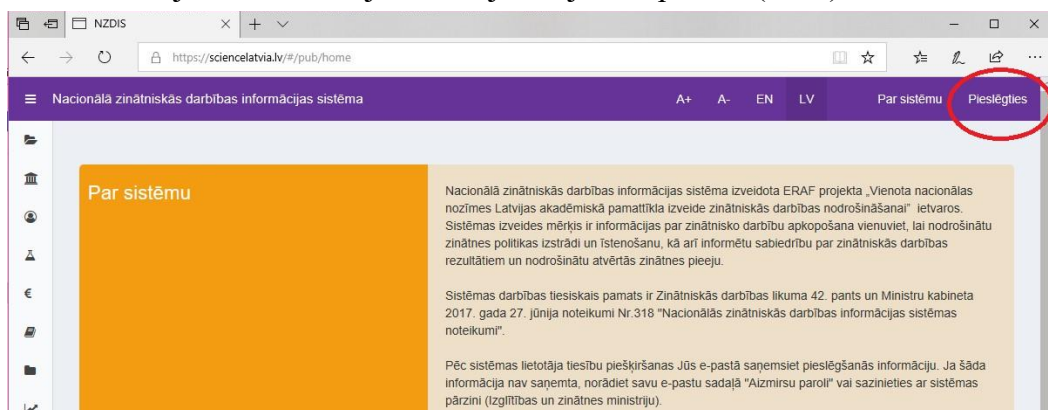 NZDIS
https://sciencelatvia.lv/#/pub/home
Nacionālā zinātniskās darbības informācijas sistēma A+ A- EN LV Par sistēmu Pieslēgties
Par sistēmu
Nacionālā zinātniskās darbības informācijas sistēma izveidota ERAF projekta „Vienota nacionālas
nozīmes Latvijas akadēmiskā pamattīkla izveide zinātniskās darbības nodrošināšanai” ietvaros.
Sistēmas izveides mērķis ir informācijas par zinātnisko darbību apkopošana vienuviet, lai nodrošinātu
zinātnes politikas izstrādi un īstenošanu, kā arī informētu sabiedrību par zinātniskās darbības
rezultātiem un nodrošinātu atvērtās zinātnes pieeju.
Sistēmas darbības tiesiskais pamats ir Zinātniskās darbības likuma 42. pants un Ministru kabineta
2017. gada 27. jūnija noteikumi Nr.318 "Nacionālās zinātniskās darbības informācijas sistēmas
noteikumi".
Pēc sistēmas lietotāja tiesību piešķiršanas Jūs e-pastā saņemsiet pieslēgšanās informāciju. Ja šāda
informācija nav saņemta, norādiet savu e-pastu sadaļā "Aizmirsu paroli" vai sazinieties ar sistēmas
pārzini (Izglītības un zinātnes ministriju).